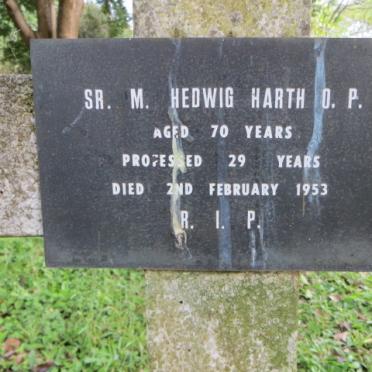 SR. M. HEDWIG HARTH O. P.
AGED 70 YEARS
PROFESSED 29 YEARS
DIED 2ND FEBRUARY 1953
R. I. P.